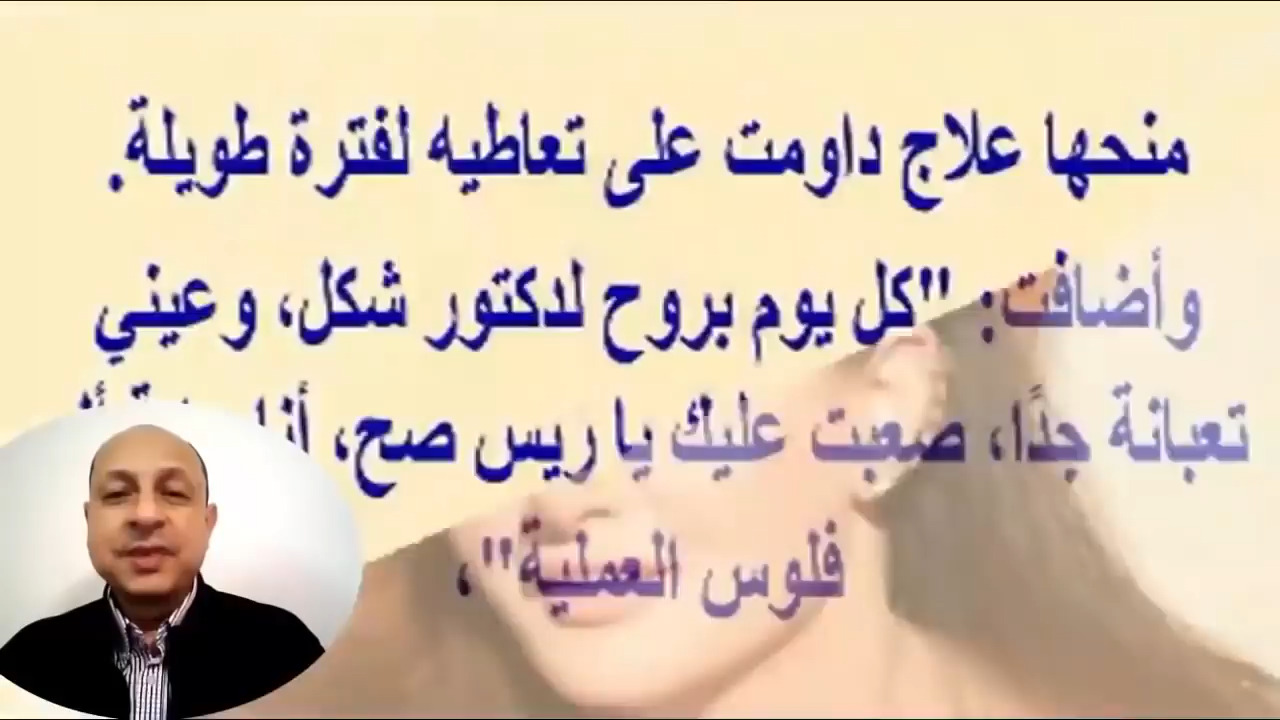 منحها علاج داومت على تعاطيه لفترة طويلة.
وأضافت: "كل يوم بروح لدكتور شكل، وعيني
تعبانة جدًا، صعبت عليك يا ريس صح، أنا
فلوس العملية"،